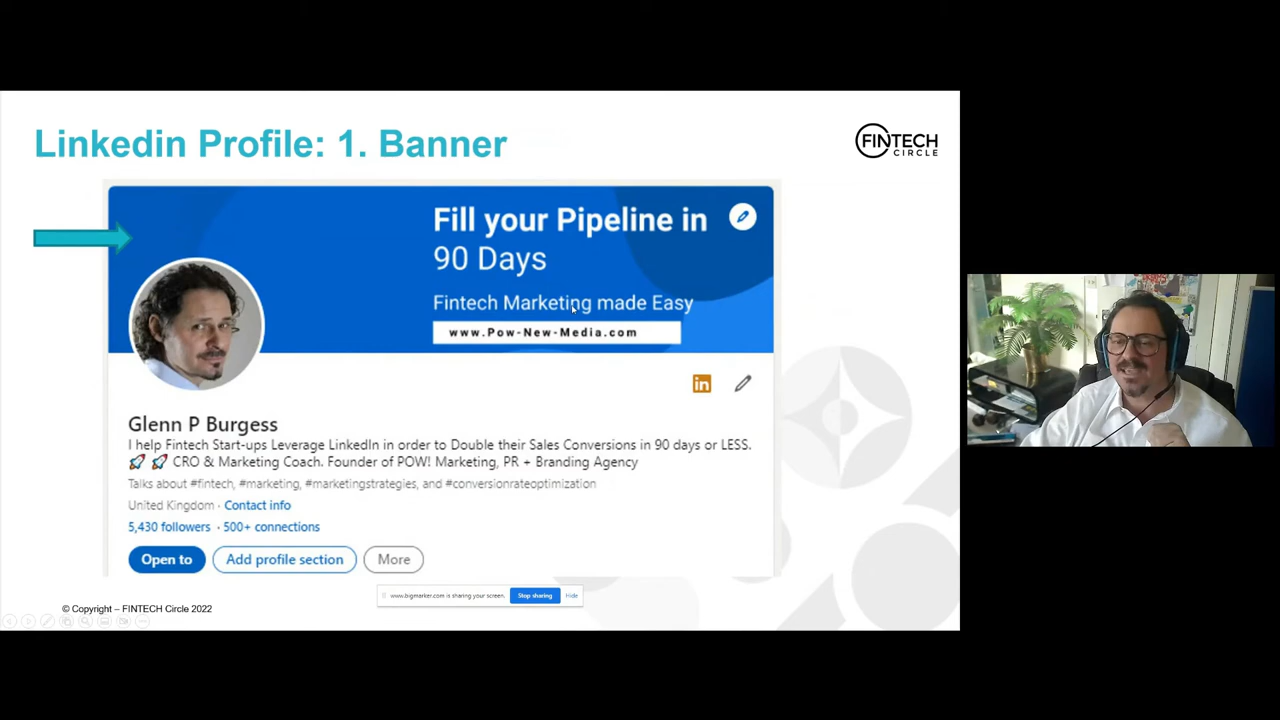 Linkedin Profile: 1. Banner
FINTECH
CIRCLE
Fill your Pipeline in
90 Days
Fintech Marketing made Easy
www.Pow-New-Media.com
in
Glenn P Burgess
I help Fintech Start-ups Leverage LinkedIn in order to Double their Sales Conversions in 90 days or LESS.
🚀 🚀 CRO & Marketing Coach. Founder of POW! Marketing, PR + Branding Agency
Talks about #fintech, #marketing, #marketingstrategies, and #conversionrateoptimization
United Kingdom · Contact info
5,430 followers · 500+ connections
Open to Add profile section More
www.bigmarker.com is sharing your screen. Stop sharing Hide
© Copyright – FINTECH Circle 2022